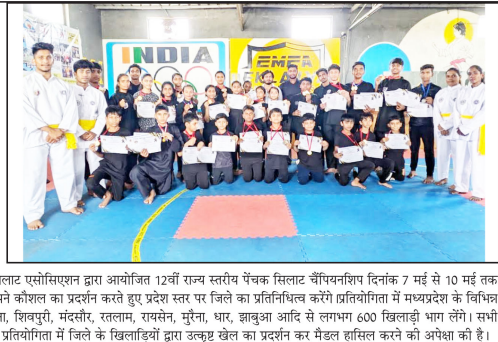 INDIA
EMEA
लाट एसोसिएशन द्वारा आयोजित 12वीं राज्य स्तरीय पेंचक सिलाट चैंपियनशिप दिनांक 7 मई से 10 मई तक
ने कौशल का प्रदर्शन करते हुए प्रदेश स्तर पर जिले का प्रतिनिधित्व करेंगे।प्रतियोगिता में मध्यप्रदेश के विभिन्न
ा, शिवपुरी, मंदसौर, रतलाम, रायसेन, मुरैना, धार, झाबुआ आदि से लगभग 600 खिलाड़ी भाग लेंगे। सभी
प्रतियोगिता में जिले के खिलाडियों द्वारा उत्कृष्ट खेल का प्रदर्शन कर मैडल हासिल करने की अपेक्षा की है।